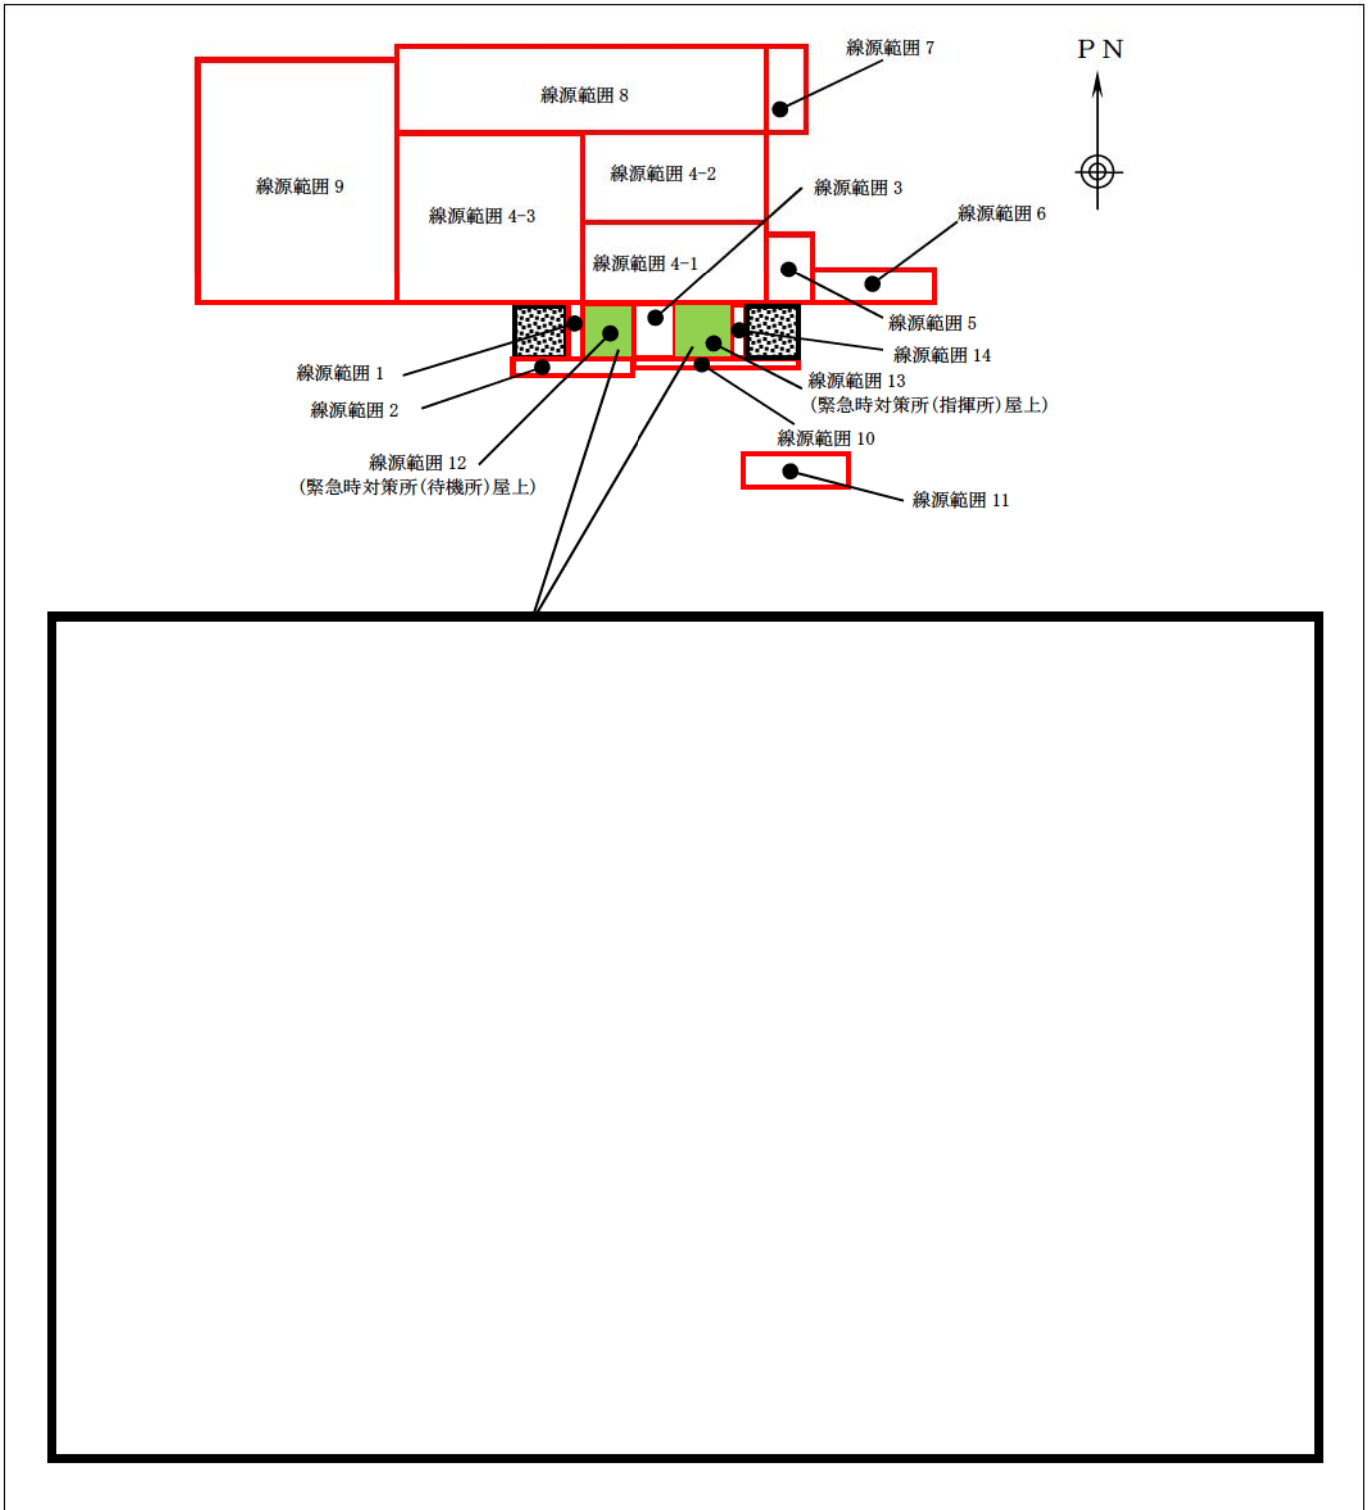 線源範囲 7
PN
線源範囲 8
線源範囲 9
線源範囲 4-2
線源範囲 3
線源範囲 4-3
線源範囲 6
線源範囲 4-1
線源範囲 5
線源範囲 14
線源範囲 1
線源範囲 13
(緊急時対策所(指揮所)屋上)
線源範囲 2
線源範囲 10
線源範囲 12
(緊急時対策所(待機所)屋上)
線源範囲 11